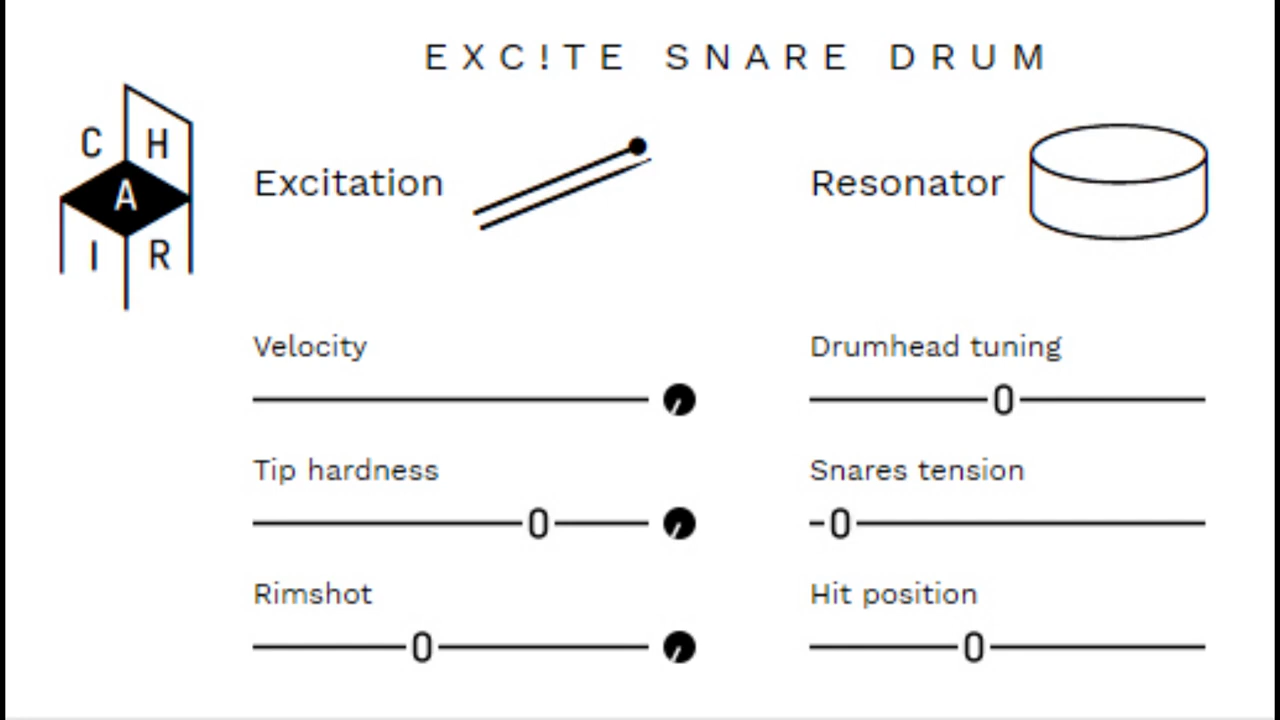 EXC!TE SNARE DRUM
C H
A
I R
Excitation
Resonator
Velocity
Drumhead tuning
Tip hardness
Snares tension
Rimshot
Hit position